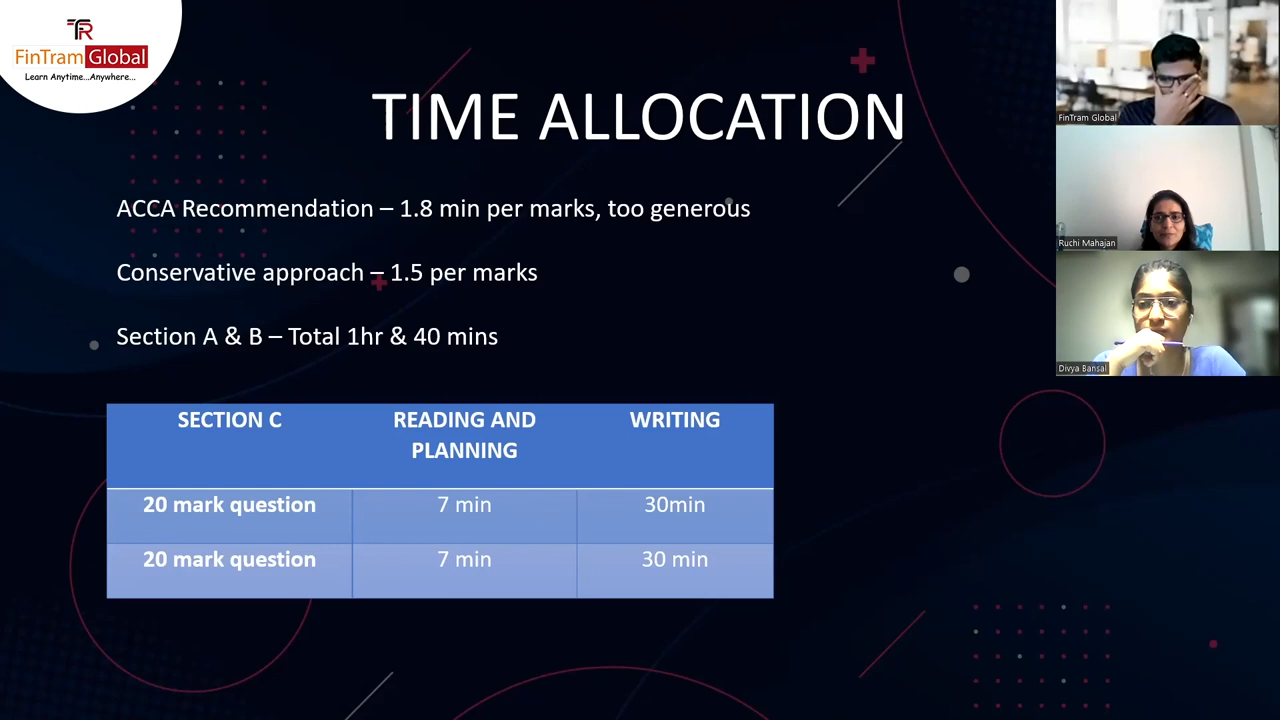 TR
FinTram Global
Learn Anytime...Anywhere...
TIME ALLOCATION
ACCA Recommendation – 1.8 min per marks, too generous
Conservative approach – 1.5 per marks
Section A & B – Total 1hr & 40 mins
SECTION C
READING AND
PLANNING
WRITING
20 mark question
7 min
30min
20 mark question
7 min
30 min
FinTram Global
Ruchi Mahajan
Divya Bansal